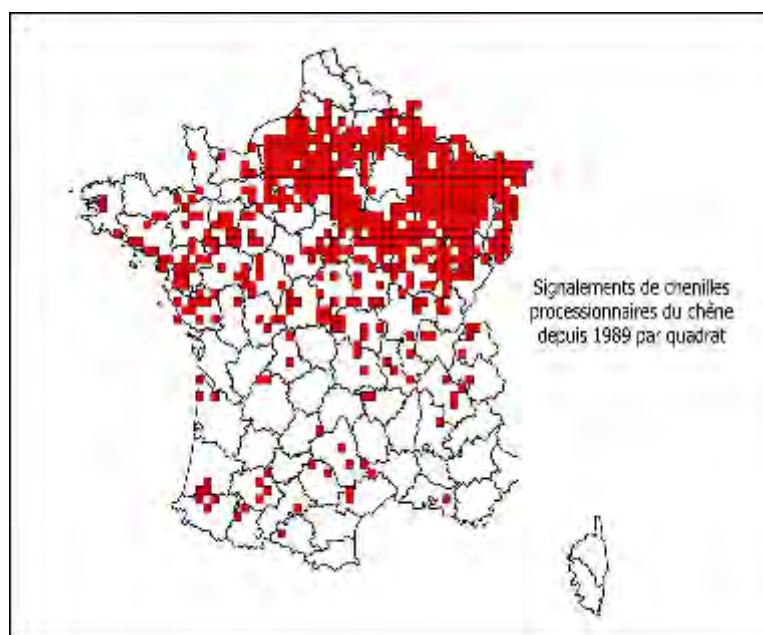 Signalements de chenilles
processionnaires du chêne
depuis 1989 par quadrat